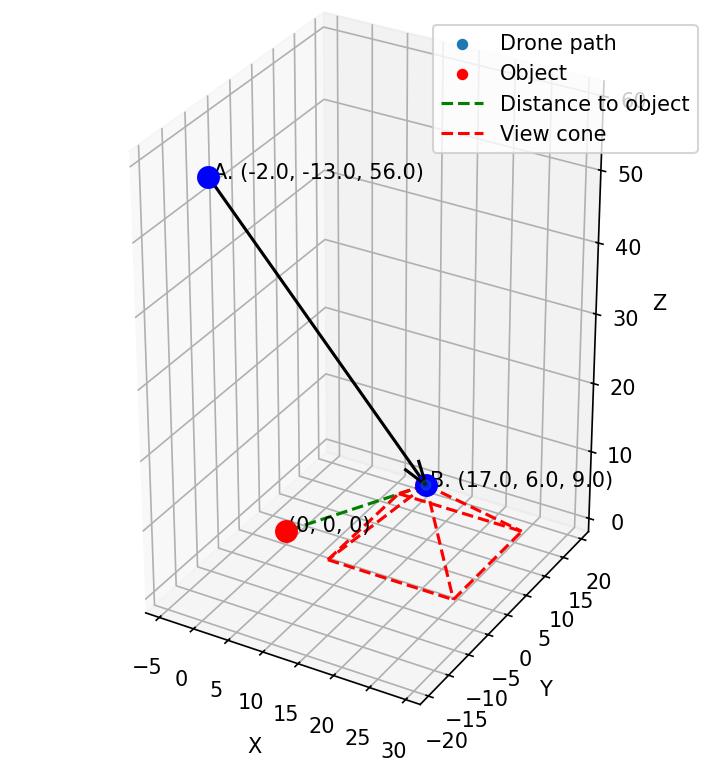 Drone path
Object
Distance to object
View cone
A. (-2.0, -13.0, 56.0)
B. (17.0, 6.0, 9.0)
(0, 0, 0)
60
50
40
30
20
10
0
Z
−5
0
5
10
15
20
25
30
X
20
15
10
5
0
−5
−10
−15
−20
Y